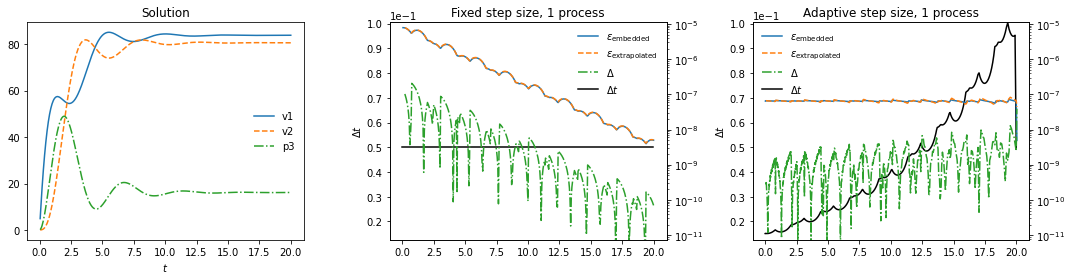 Solution
80
60
40
20
0
0.0 2.5 5.0 7.5 10.0 12.5 15.0 17.5 20.0
t
v1
v2
p3
Fixed step size, 1 process
1e−1
1.0
0.9
0.8
0.7
0.6
0.5
0.4
0.3
0.2
Δt
0.0 2.5 5.0 7.5 10.0 12.5 15.0 17.5 20.0
ϵembedded
ϵextrapolated
Δ
Δt
10−5
10−6
10−7
10−8
10−9
10−10
10−11
Adaptive step size, 1 process
1e−1
1.0
0.9
0.8
0.7
0.6
0.5
0.4
0.3
0.2
Δt
0.0 2.5 5.0 7.5 10.0 12.5 15.0 17.5 20.0
ϵembedded
ϵextrapolated
Δ
Δt
10−5
10−6
10−7
10−8
10−9
10−10
10−11